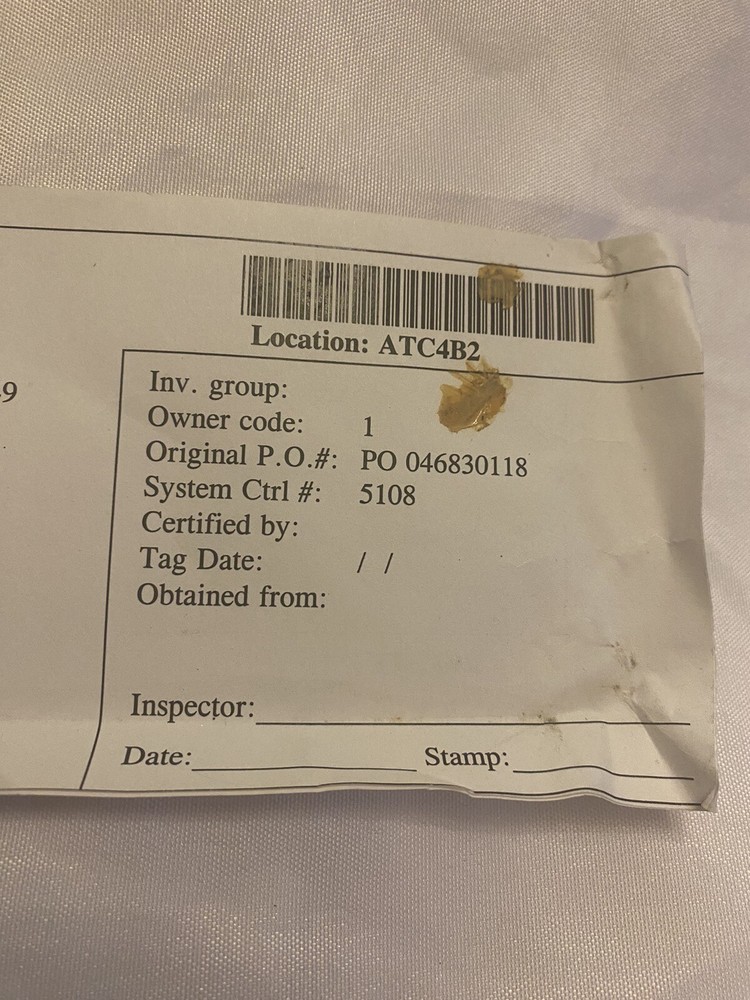 Location: ATC4B2
9
Inv. group:
Owner code: 1
Original P.O.#: PO 046830118
System Ctrl #: 5108
Certified by:
Tag Date: / /
Obtained from:
Inspector:
Date: Stamp: